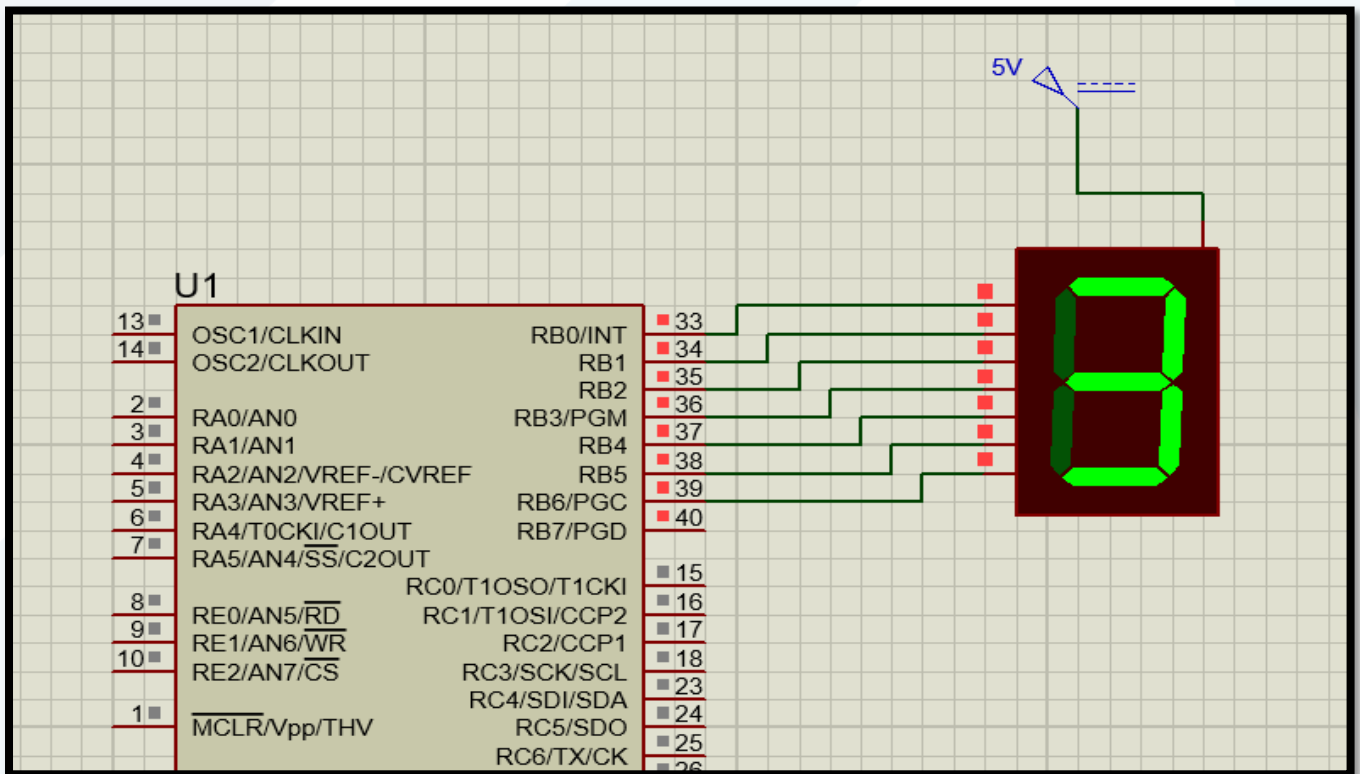 5V
U1
13
OSC1/CLKIN
14
OSC2/CLKOUT
2
RA0/AN0
3
RA1/AN1
4
RA2/AN2/VREF-/CVREF
5
RA3/AN3/VREF+
6
RA4/T0CKI/C1OUT
7
RA5/AN4/SS/C2OUT
8
RE0/AN5/RD
9
RE1/AN6/WR
10
RE2/AN7/CS
1
MCLR/Vpp/THV
RB0/INT
33
RB1
34
RB2
35
RB3/PGM
36
RB4
37
RB5
38
RB6/PGC
39
RB7/PGD
40
RC0/T1OSO/T1CKI
15
RC1/T1OSI/CCP2
16
RC2/CCP1
17
RC3/SCK/SCL
18
RC4/SDI/SDA
23
RC5/SDO
24
RC6/TX/CK
25
3